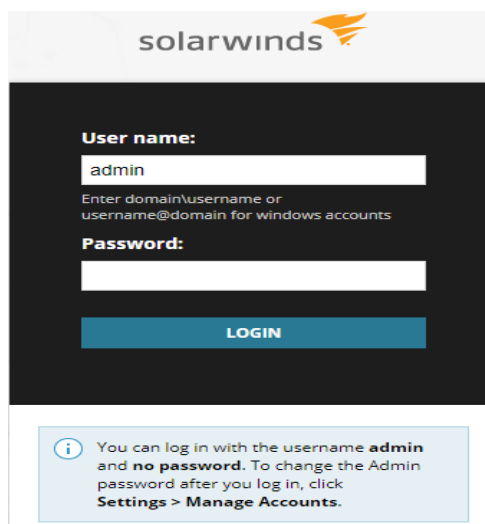 solarwinds
User name:
admin
Enter domain\username or
username@domain for windows accounts
Password:
LOGIN
You can log in with the username admin
and no password. To change the Admin
password after you log in, click
Settings > Manage Accounts.